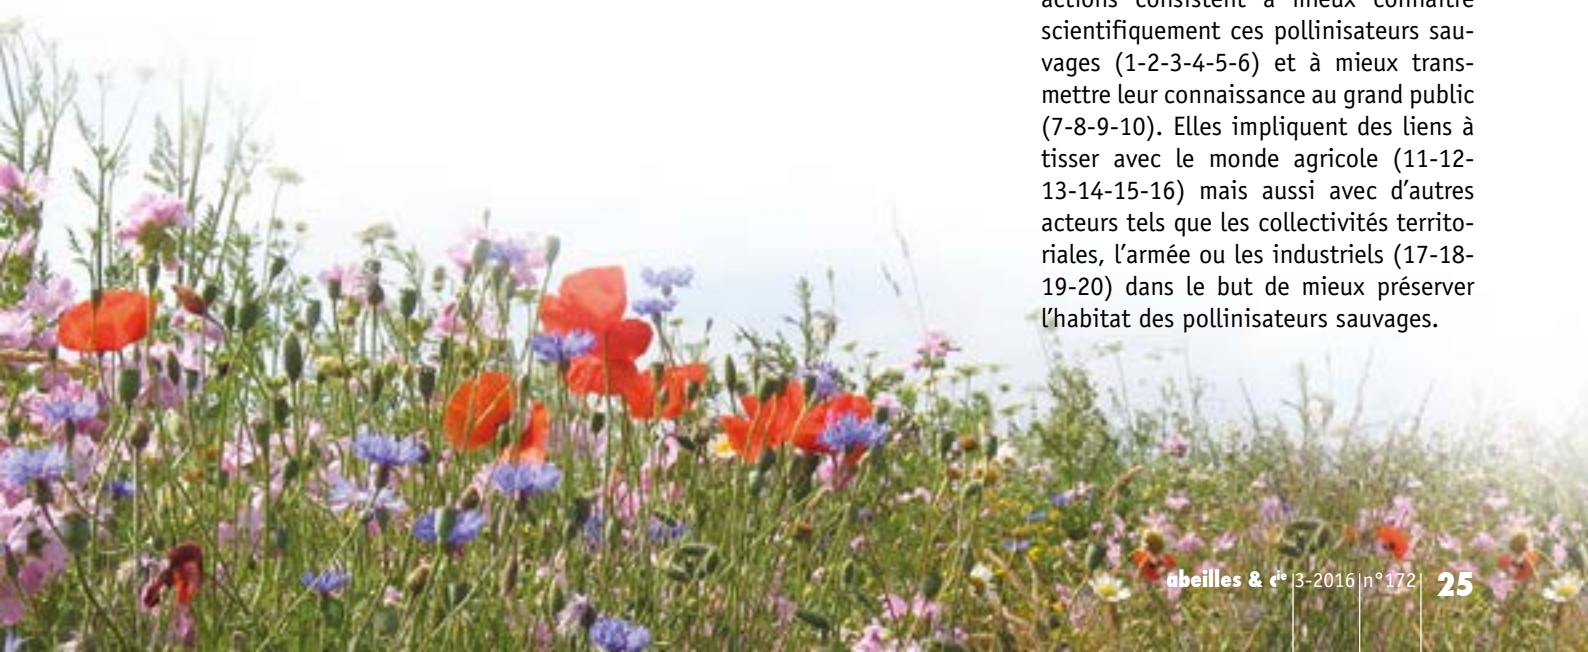 actions consistent à mieux connaître
scientifiquement ces pollinisateurs sau-
vages (1-2-3-4-5-6) et à mieux trans-
mettre leur connaissance au grand public
(7-8-9-10). Elles impliquent des liens à
tisser avec le monde agricole (11-12-
13-14-15-16) mais aussi avec d’autres
acteurs tels que les collectivités territo-
riales, l’armée ou les industriels (17-18-
19-20) dans le but de mieux préserver
l’habitat des pollinisateurs sauvages.
abeilles & cie |3-2016|n°172| 25